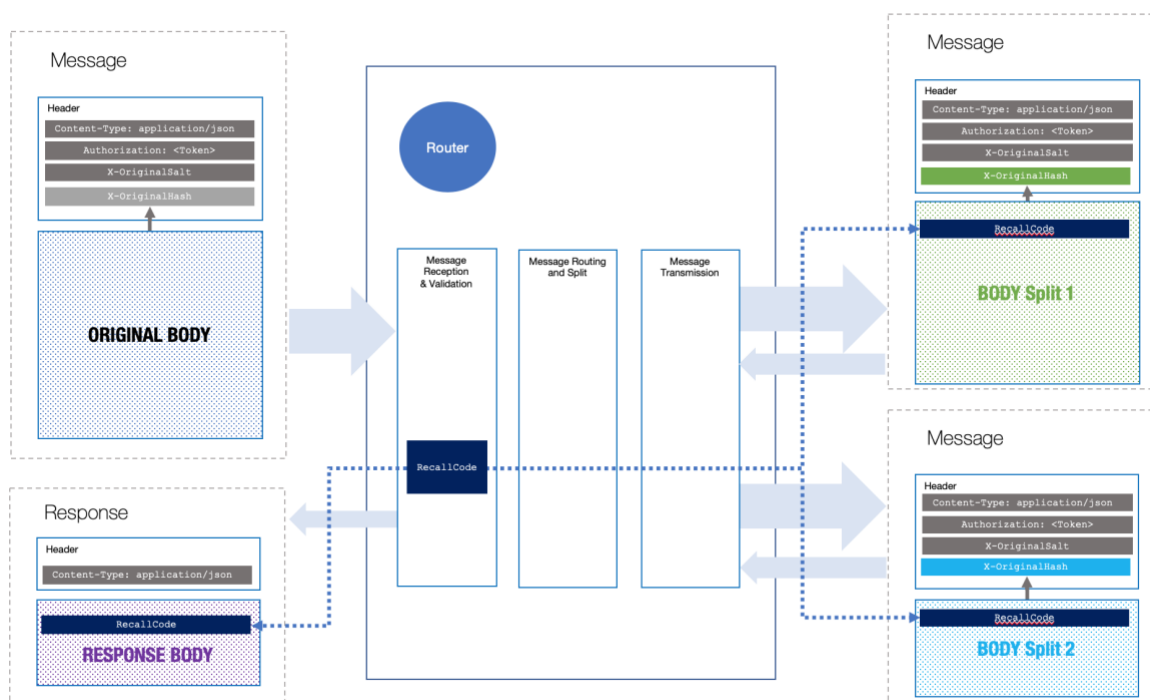 Message
Header
Content-Type: application/json
Authorization: <Token>
X-OriginalSalt
X-OriginalHash
ORIGINAL BODY
Response
Header
Content-Type: application/json
RecallCode
RESPONSE BODY
Router
Message
Reception
& Validation
RecallCode
Message Routing
and Split
Message
Transmission
Message
Header
Content-Type: application/json
Authorization: <Token>
X-OriginalSalt
X-OriginalHash
RecallCode
BODY Split 1
Message
Header
Content-Type: application/json
Authorization: <Token>
X-OriginalSalt
X-OriginalHash
RecallCode
BODY Split 2